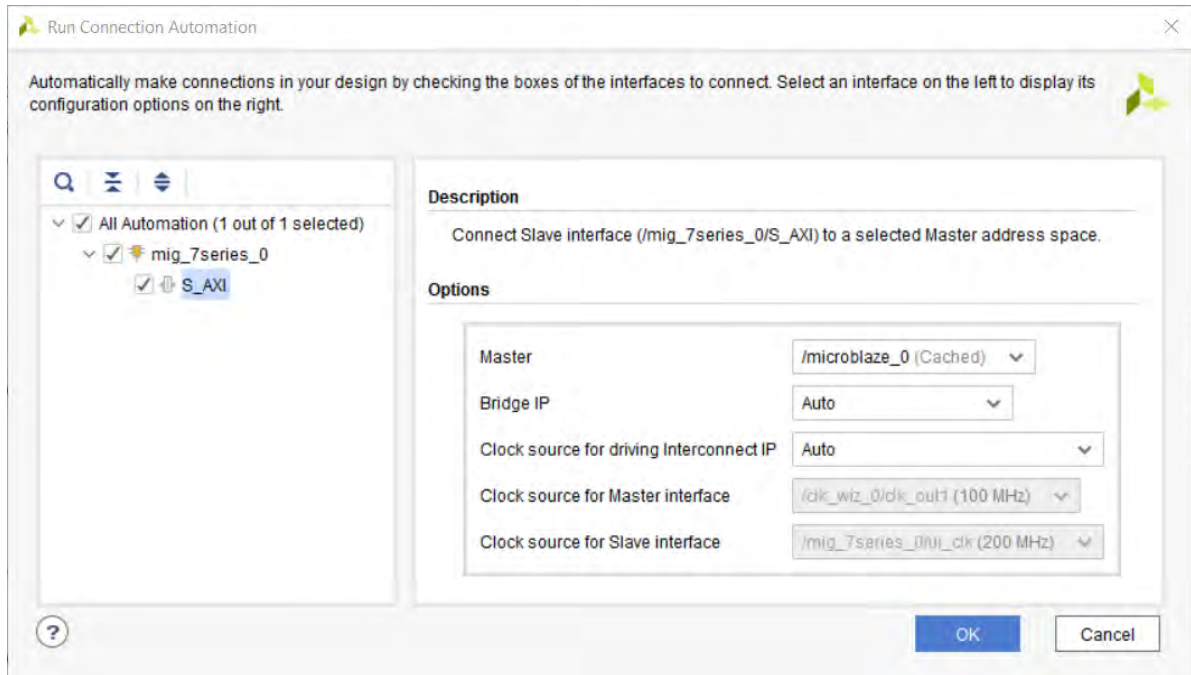 Run Connection Automation
Automatically make connections in your design by checking the boxes of the interfaces to connect. Select an interface on the left to display its
configuration options on the right.
All Automation (1 out of 1 selected)
mig_7series_0
S_AXI
Description
Connect Slave interface (/mig_7series_0/S_AXI) to a selected Master address space.
Options
Master /microblaze_0 (Cached)
Bridge IP Auto
Clock source for driving Interconnect IP Auto
Clock source for Master interface /clk_wiz_0/clk_out1 (100 MHz)
Clock source for Slave interface /mig_7series_0/ui_clk (200 MHz)
?
OK Cancel